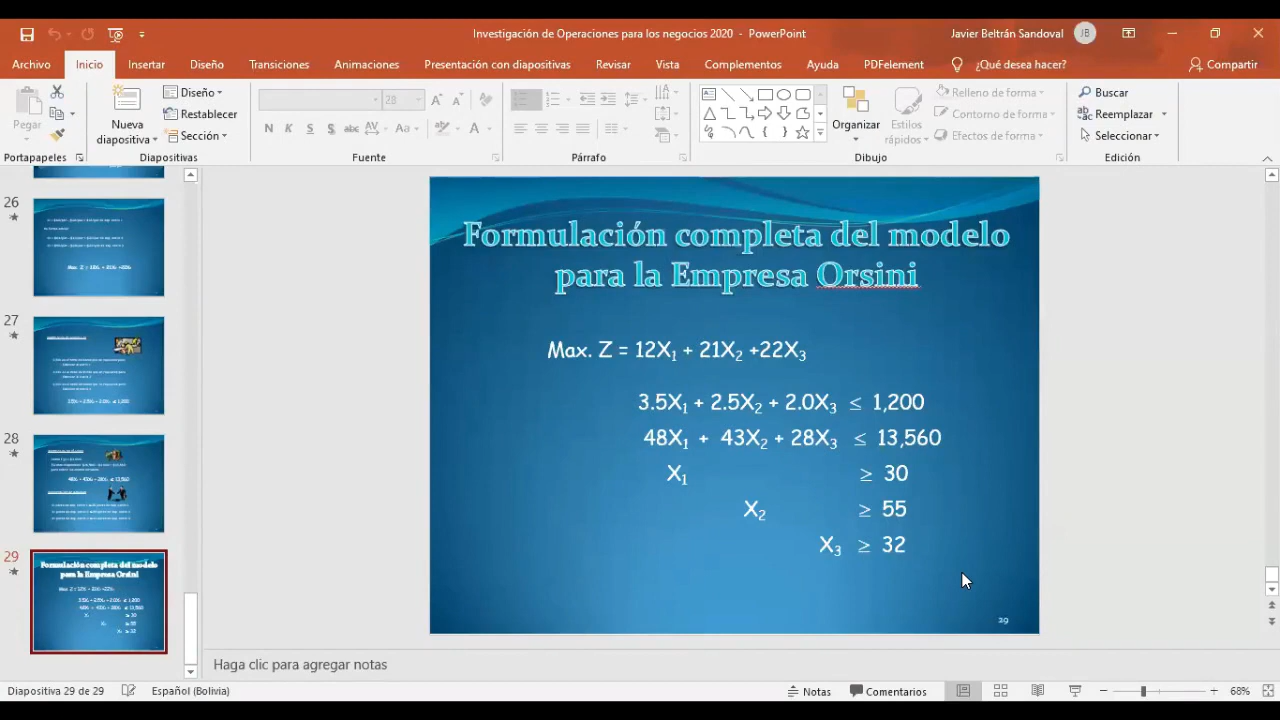 Investigación de Operaciones para los negocios 2020 - PowerPoint
Javier Beltrán Sandoval
JB
Archivo Inicio Insertar Diseño Transiciones Animaciones Presentación con diapositivas Revisar Vista Complementos Ayuda PDFelement ¿Qué desea hacer? Compartir
Pegar
Nueva diapositiva
Diseño
Restablecer
Sección
28
N K S S abc AV Aa A
Organizar
Estilos rápidos
Relleno de forma
Contorno de forma
Efectos de forma
Buscar
Reemplazar
Seleccionar
Portapapeles Diapositivas Fuente Párrafo Dibujo Edición
26
27
28
29
Formulación completa del modelo
para la Empresa Orsini
Max. Z = 12X₁ + 21X₂ +22X₃
3.5X₁ + 2.5X₂ + 2.0X₃ ≤ 1,200
48X₁ + 43X₂ + 28X₃ ≤ 13,560
X₁ ≥ 30
X₂ ≥ 55
X₃ ≥ 32
29
Haga clic para agregar notas
Diapositiva 29 de 29 Español (Bolivia) Notas Comentarios 68%